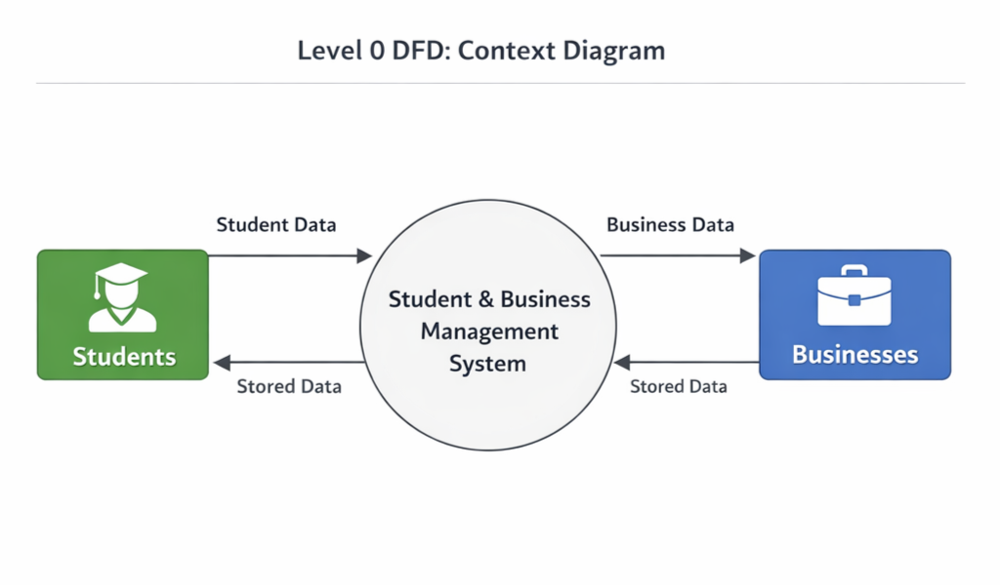 Level 0 DFD: Context Diagram
Student Data
Business Data
Students
Student & Business
Management
System
Businesses
Stored Data
Stored Data